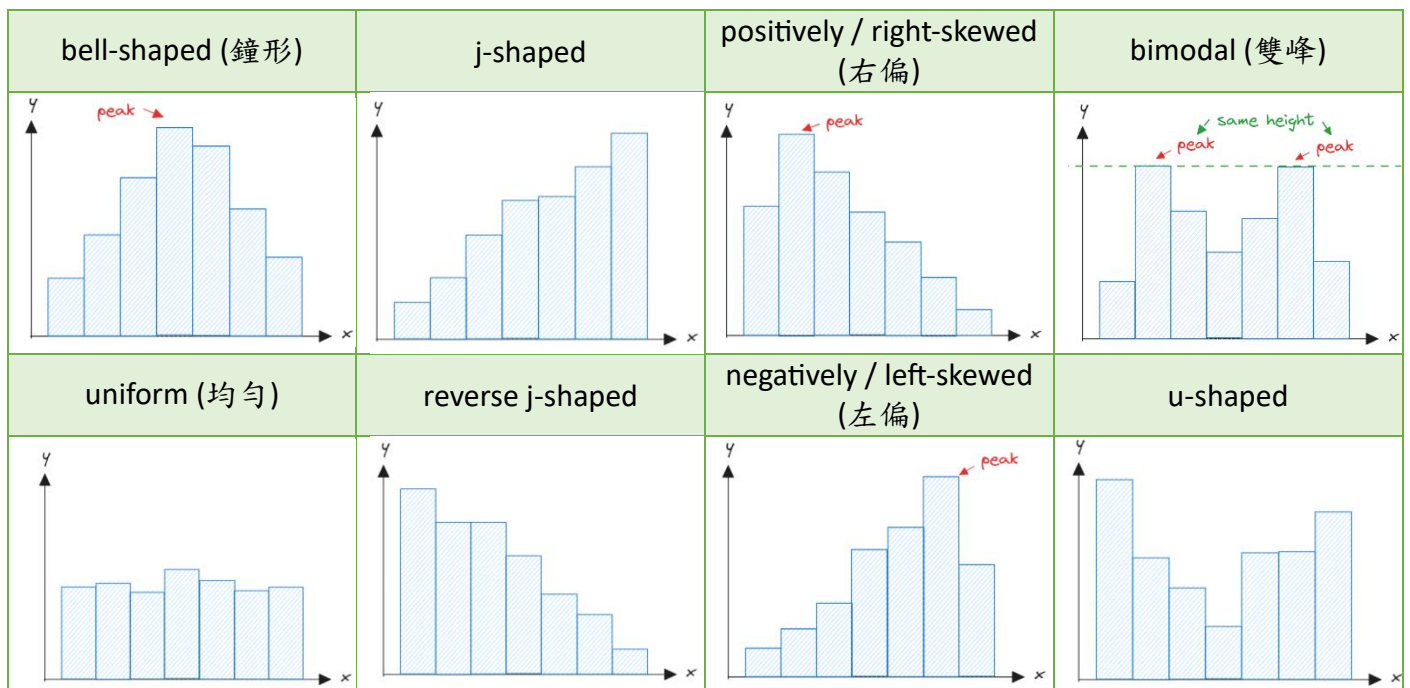 bell-shaped (鐘形)
j-shaped
positively / right-skewed
(右偏)
bimodal (雙峰)
y
peak
x
y
x
y
peak
x
y
same height
peak
peak
x
uniform (均勻)
reverse j-shaped
negatively / left-skewed
(左偏)
u-shaped
y
x
y
x
y
peak
x
y
x